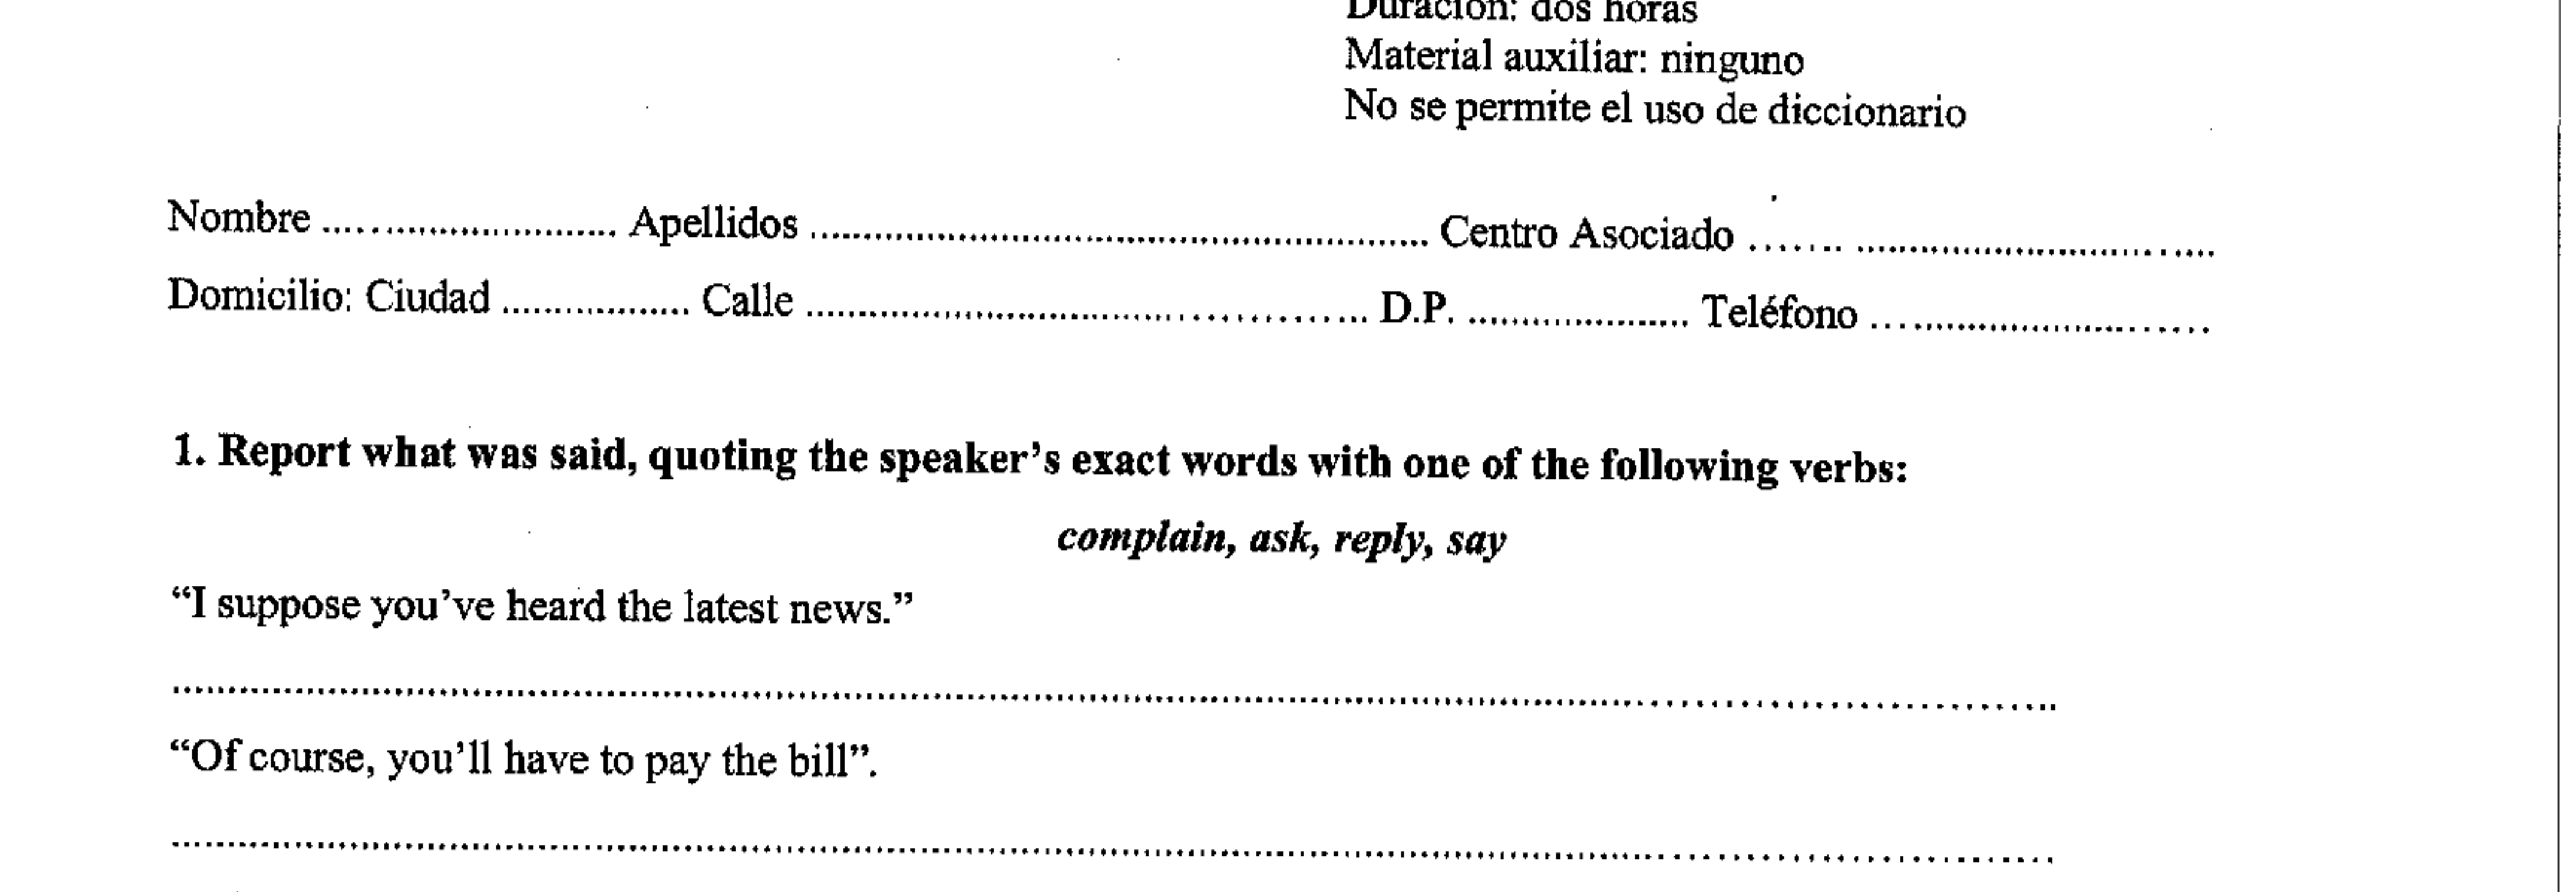 Duración: dos horas
Material auxiliar: ninguno
No se permite el uso de diccionario
Nombre ............................ Apellidos ............................................................ Centro Asociado ....... ...................................
Domicilio: Ciudad .................. Calle ...................................................... D.P. ..................... Teléfono .................................
1. Report what was said, quoting the speaker’s exact words with one of the following verbs:
complain, ask, reply, say
“I suppose you’ve heard the latest news.”
“Of course, you’ll have to pay the bill”.